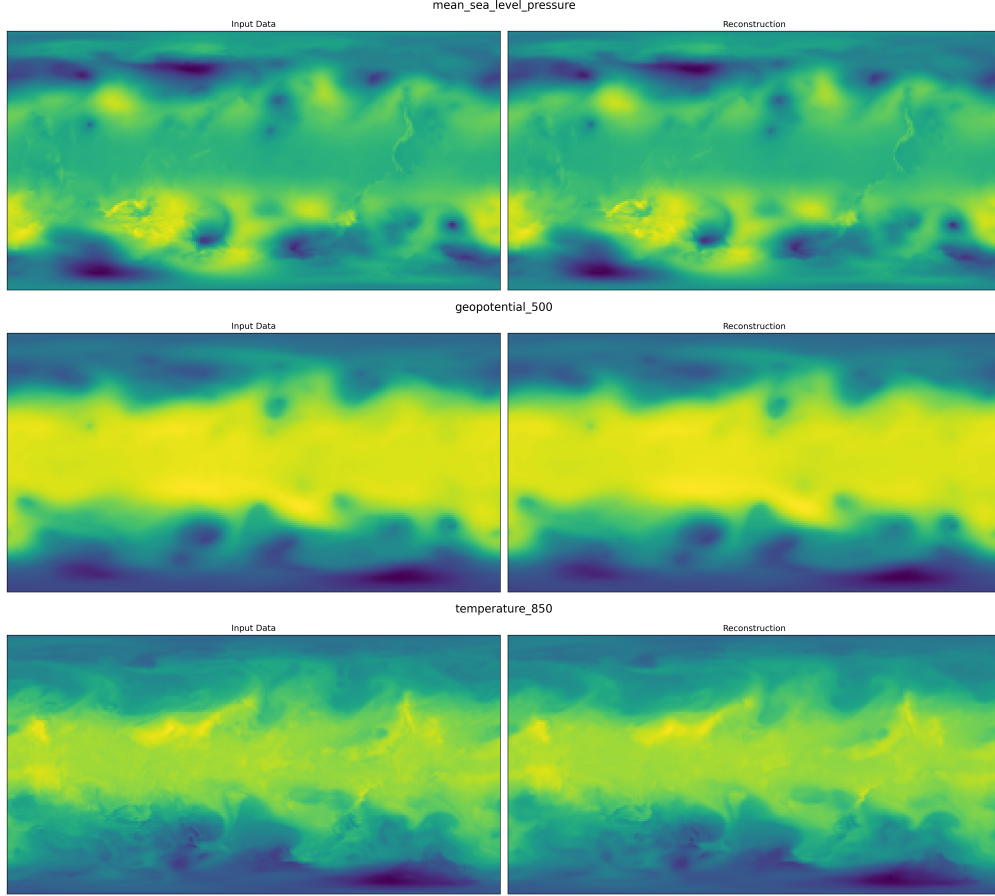 mean_sea_level_pressure
Input Data
Reconstruction
geopotential_500
Input Data
Reconstruction
temperature_850
Input Data
Reconstruction